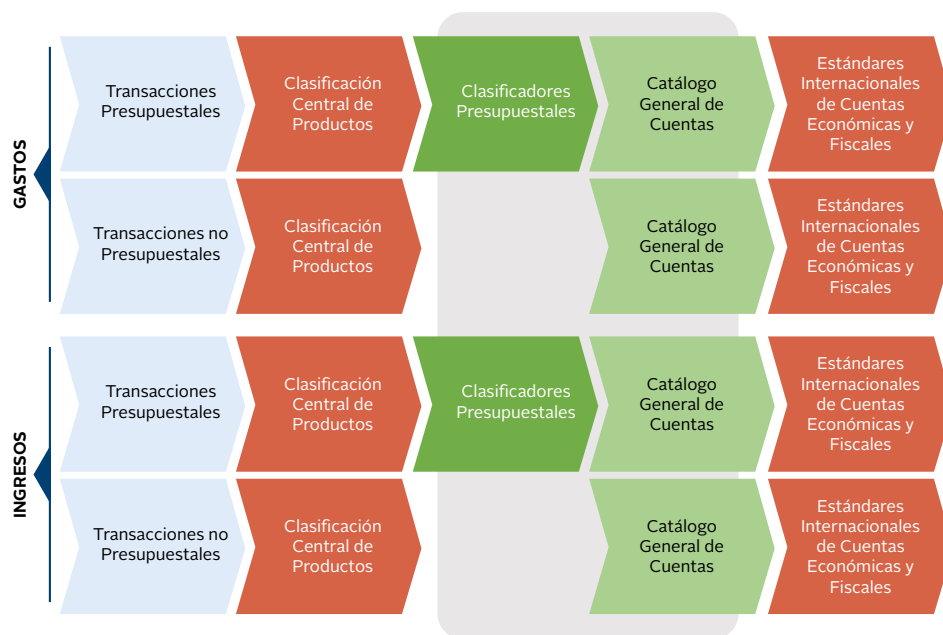 GASTOS
Transacciones
Presupuestales
Clasificación
Central de
Productos
Clasificadores
Presupuestales
Catálogo
General de
Cuentas
Estándares
Internacionales
de Cuentas
Económicas y
Fiscales
Transacciones no
Presupuestales
Clasificación
Central de
Productos
Catálogo
General de
Cuentas
Estándares
Internacionales
de Cuentas
Económicas y
Fiscales
INGRESOS
Transacciones
Presupuestales
Clasificación
Central de
Productos
Clasificadores
Presupuestales
Catálogo
General de
Cuentas
Estándares
Internacionales
de Cuentas
Económicas y
Fiscales
Transacciones no
Presupuestales
Clasificación
Central de
Productos
Catálogo
General de
Cuentas
Estándares
Internacionales
de Cuentas
Económicas y
Fiscales